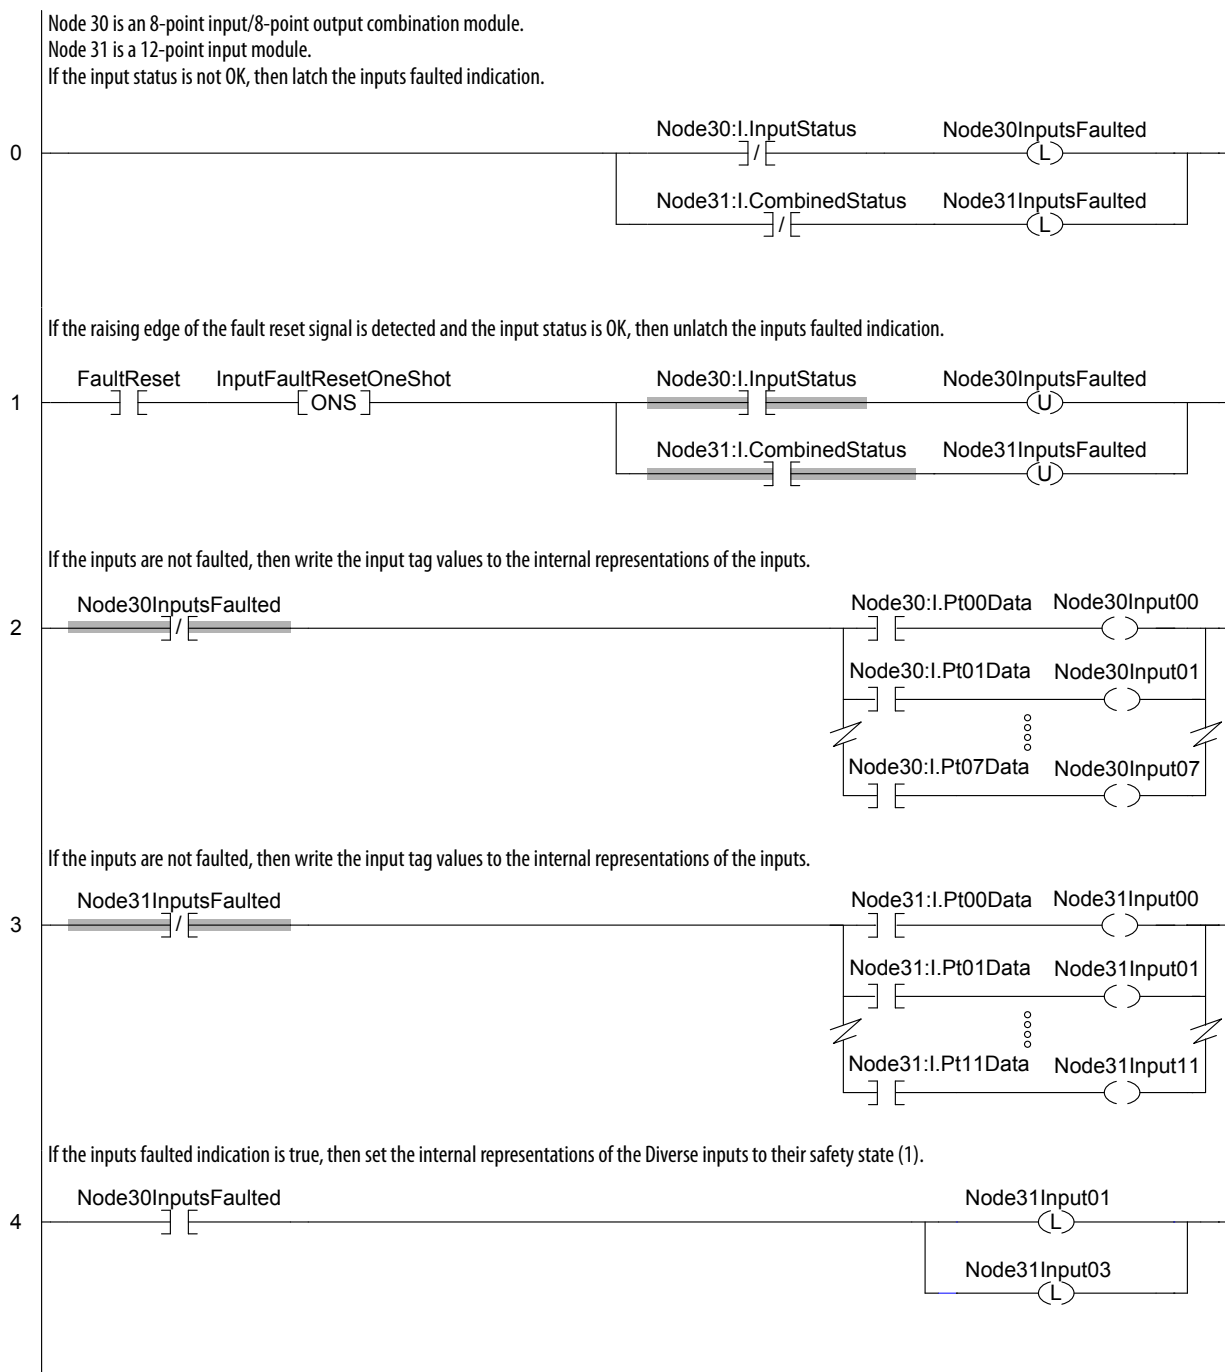 Node 30 is an 8-point input/8-point output combination module.
Node 31 is a 12-point input module.
If the input status is not OK, then latch the inputs faulted indication.
Node30:I.InputStatus Node30InputsFaulted
0 / L
Node31:I.CombinedStatus Node31InputsFaulted
/ L
If the raising edge of the fault reset signal is detected and the input status is OK, then unlatch the inputs faulted indication.
FaultReset InputFaultResetOneShot Node30:I.InputStatus Node30InputsFaulted
1 ONS U
Node31:I.CombinedStatus Node31InputsFaulted
U
If the inputs are not faulted, then write the input tag values to the internal representations of the inputs.
Node30InputsFaulted Node30:I.Pt00Data Node30Input00
2 /
Node30:I.Pt01Data Node30Input01
Node30:I.Pt07Data Node30Input07
If the inputs are not faulted, then write the input tag values to the internal representations of the inputs.
Node31InputsFaulted Node31:I.Pt00Data Node31Input00
3 /
Node31:I.Pt01Data Node31Input01
Node31:I.Pt11Data Node31Input11
If the inputs faulted indication is true, then set the internal representations of the Diverse inputs to their safety state (1).
Node30InputsFaulted Node31Input01
4 L
Node31Input03
L